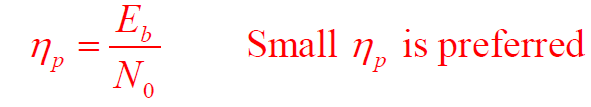 η_p = E_b / N_0    Small η_p is preferred